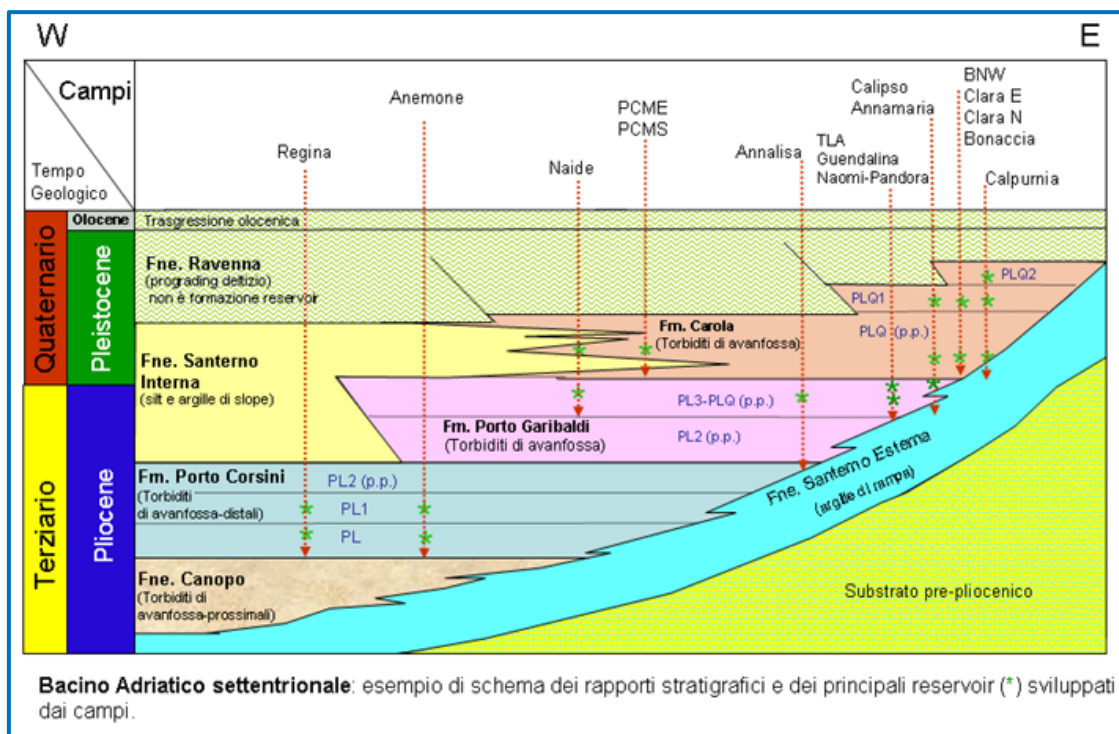 W
E
Campi
Tempo
Geologico
Regina
Anemone
Naide
PCME
PCMS
Annalisa
TLA
Guendalina
Naomi-Pandora
Calipso
Annamaria
BNW
Clara E
Clara N
Bonaccia
Calpurnia
Quaternario
Terziario
Olocene
Pleistocene
Pliocene
Trasgressione olocenica
Fne. Ravenna
(prograding deltizio)
non è formazione reservoir
PLQ2
PLQ1
PLQ (p.p.)
Fm. Carola
(Torbiditi di avanfossa)
Fne. Santerno
Interna
(silt e argille di slope)
PL3-PLQ (p.p.)
Fm. Porto Garibaldi
(Torbiditi di avanfossa)
PL2 (p.p.)
Fm. Porto Corsini
(Torbiditi
di avanfossa-distali)
PL2 (p.p.)
PL1
PL
Fne. Santerno Esterna
(argille di rampa)
Fne. Canopo
(Torbiditi di
avanfossa-prossimali)
Substrato pre-pliocenico
Bacino Adriatico settentrionale: esempio di schema dei rapporti stratigrafici e dei principali reservoir (*) sviluppati
dai campi.